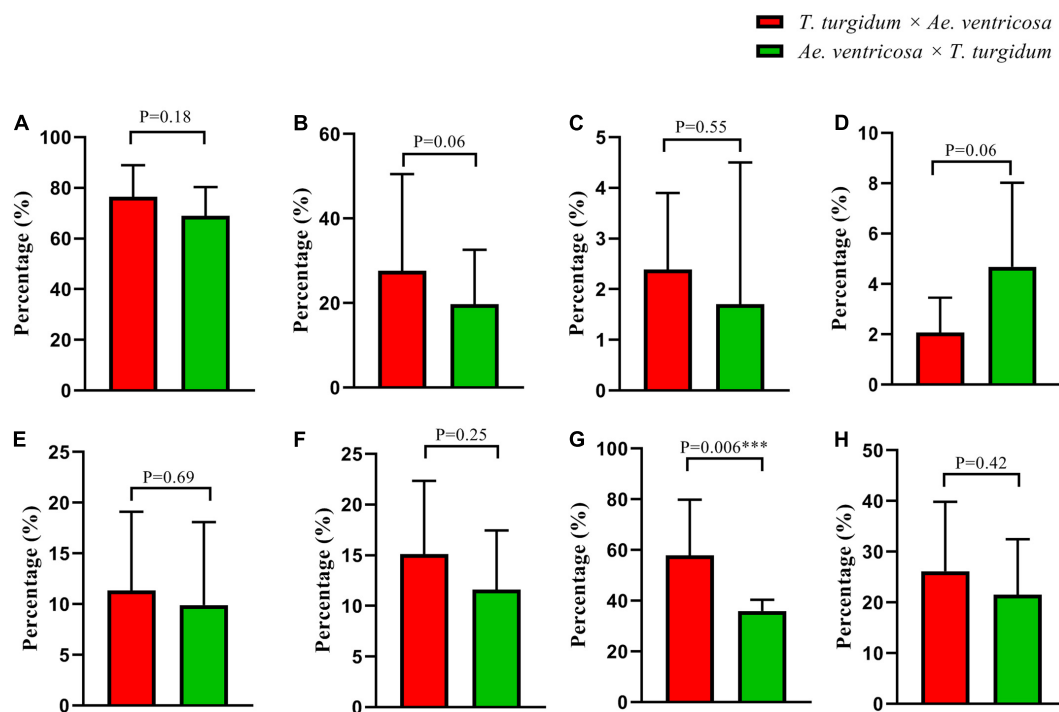 T. turgidum × Ae. ventricosa
Ae. ventricosa × T. turgidum
A
P=0.18
Percentage (%)
100
80
60
40
20
0
B
P=0.06
Percentage (%)
60
40
20
0
C
P=0.55
Percentage (%)
5
4
3
2
1
0
D
P=0.06
Percentage (%)
10
8
6
4
2
0
E
P=0.69
Percentage (%)
25
20
15
10
5
0
F
P=0.25
Percentage (%)
25
20
15
10
5
0
G
P=0.006***
Percentage (%)
100
80
60
40
20
0
H
P=0.42
Percentage (%)
50
40
30
20
10
0